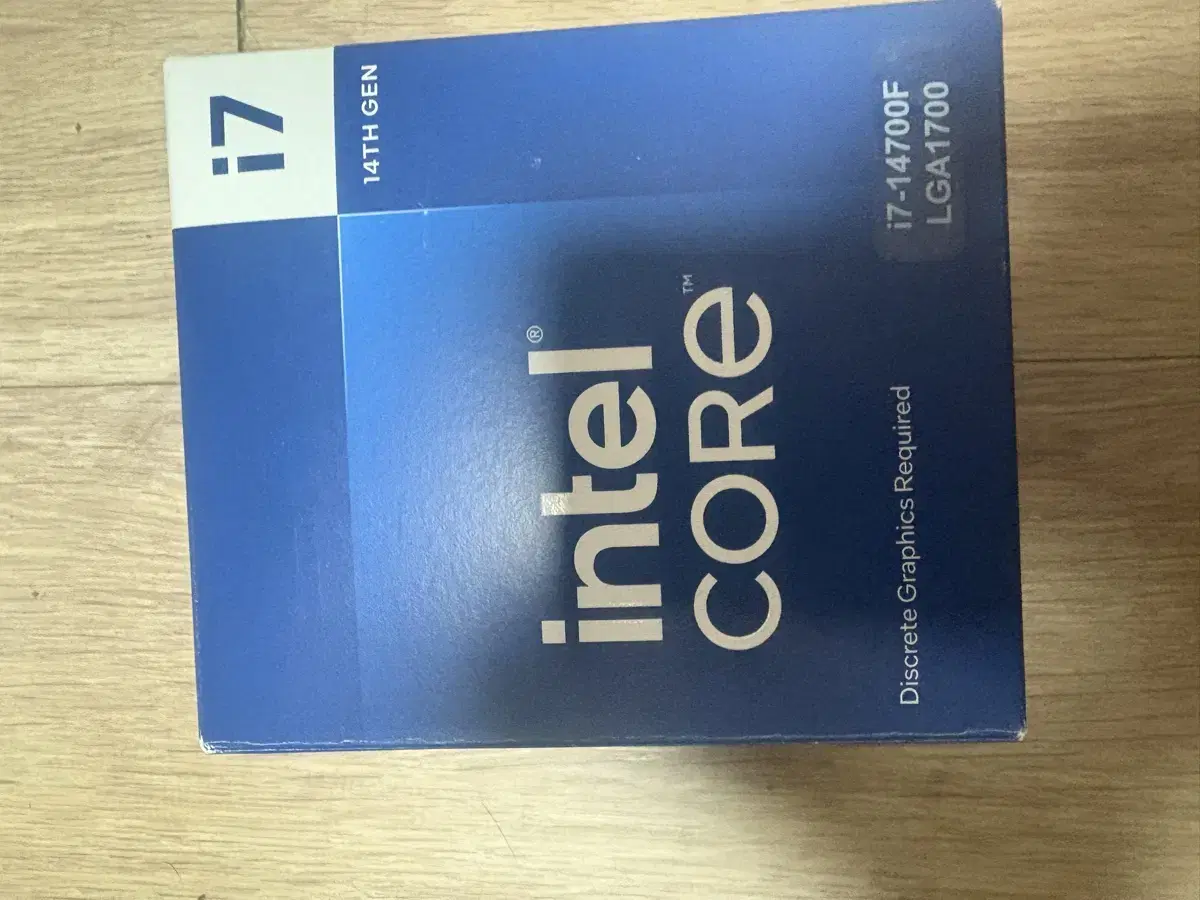 i7
14TH GEN
intel®
CORe™
i7-14700F
LGA1700
Discrete Graphics Required